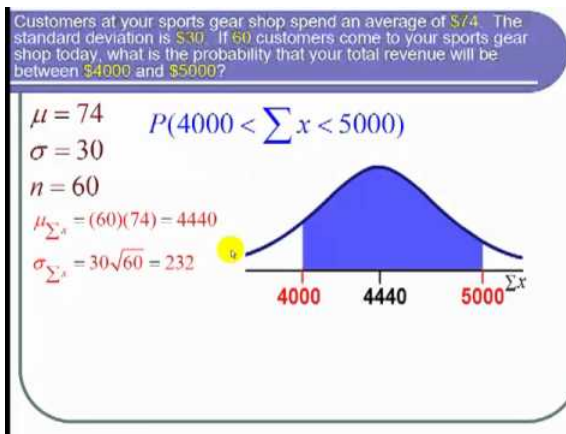 Customers at your sports gear shop spend an average of $74. The
standard deviation is $30. If 60 customers come to your sports gear
shop today, what is the probability that your total revenue will be
between $4000 and $5000?
μ = 74
P(4000 < ∑ x < 5000)
σ = 30
n = 60
μ∑x = (60)(74) = 4440
σ∑x = 30√60 = 232
4000 4440 5000 ∑x